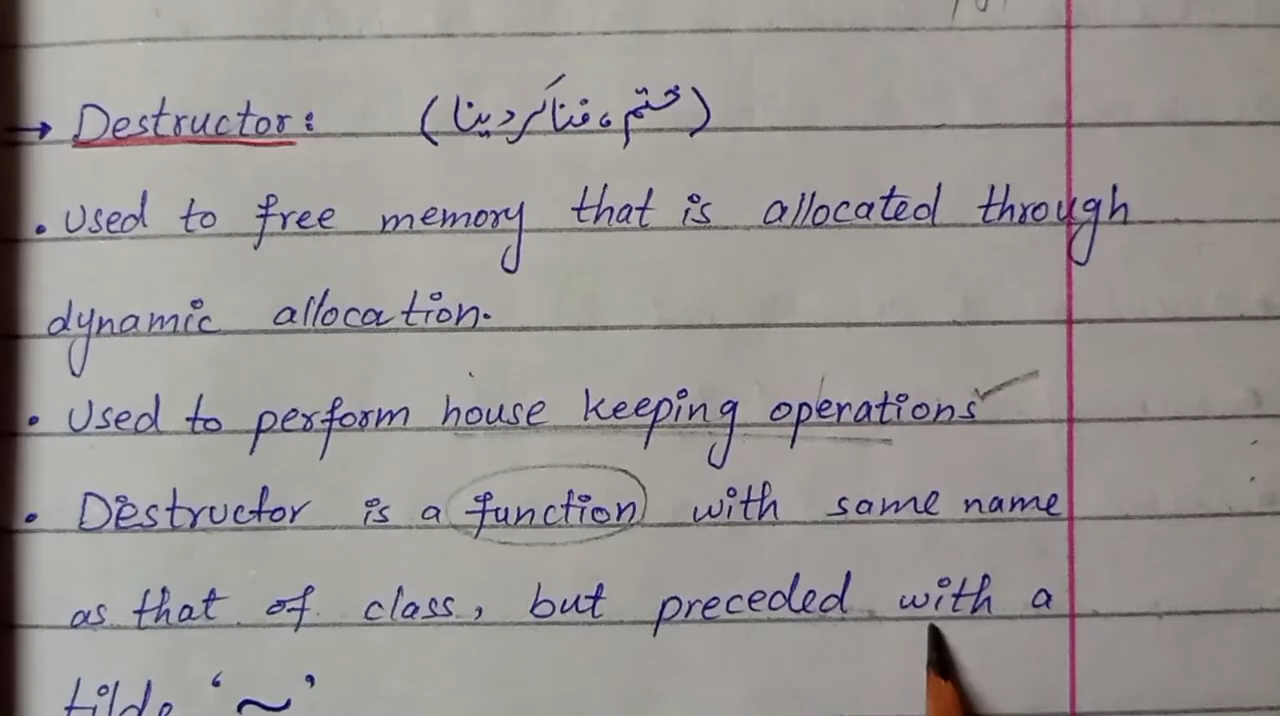 → Destructor: (ختم، فنا کر دینا)
• Used to free memory that is allocated through
dynamic allocation.
• Used to perform house keeping operations ✓
• Destructor is a function with same name
as that of class, but preceded with a
tilde ‘~’